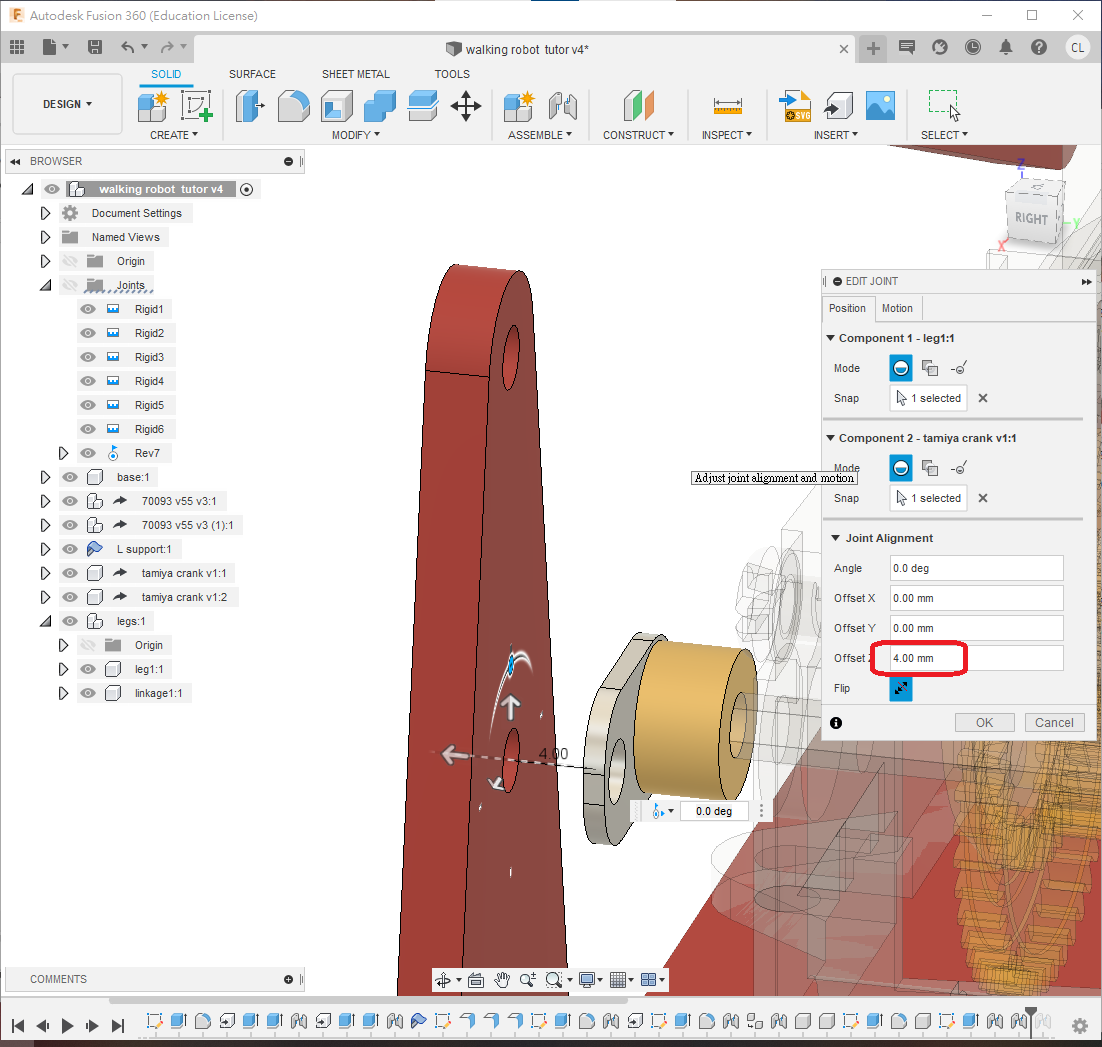 Autodesk Fusion 360 (Education License)
walking robot tutor v4*
CL
DESIGN
SOLID SURFACE SHEET METAL TOOLS
CREATE MODIFY ASSEMBLE CONSTRUCT INSPECT INSERT SELECT
SVG
BROWSER
walking robot tutor v4
Document Settings
Named Views
Origin
Joints
Rigid1
Rigid2
Rigid3
Rigid4
Rigid5
Rigid6
Rev7
base:1
70093 v55 v3:1
70093 v55 v3 (1):1
L support:1
tamiya crank v1:1
tamiya crank v1:2
legs:1
Origin
leg1:1
linkage1:1
Z
RIGHT
Y
X
EDIT JOINT
Position Motion
Component 1 - leg1:1
Mode
Snap 1 selected
Component 2 - tamiya crank v1:1
Mode
Adjust joint alignment and motion
Snap 1 selected
Joint Alignment
Angle 0.0 deg
Offset X 0.00 mm
Offset Y 0.00 mm
Offset 4.00 mm
Flip
OK Cancel
4.00
0.0 deg
COMMENTS